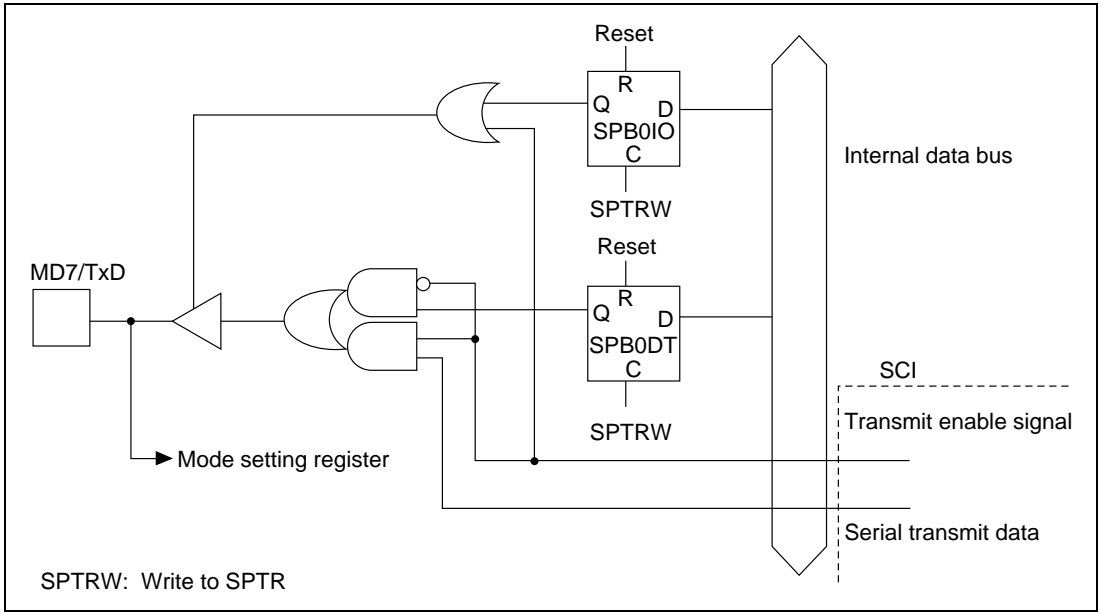 Reset
R
Q
D
SPB0IO
C
SPTRW
Internal data bus
Reset
MD7/TxD
R
Q
D
SPB0DT
C
SPTRW
SCI
Transmit enable signal
Mode setting register
Serial transmit data
SPTRW: Write to SPTR